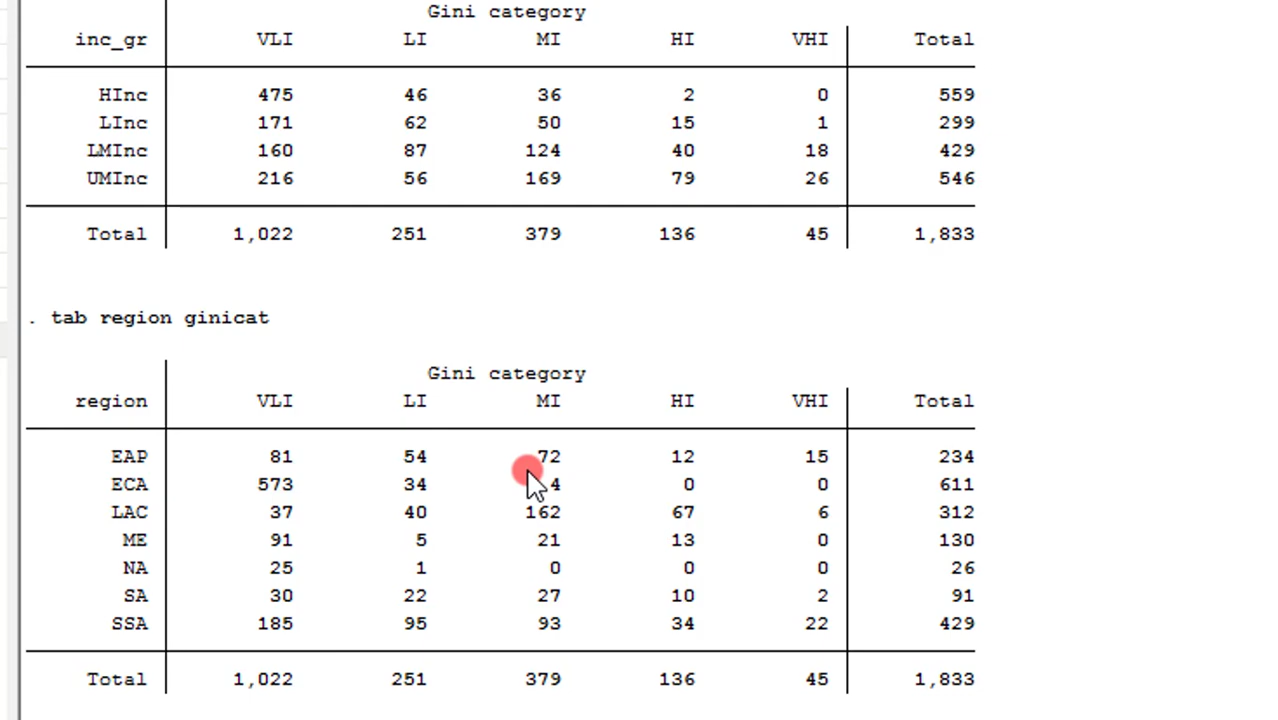 Gini category
inc_gr VLI LI MI HI VHI Total
HInc 475 46 36 2 0 559
LInc 171 62 50 15 1 299
LMInc 160 87 124 40 18 429
UMInc 216 56 169 79 26 546
Total 1,022 251 379 136 45 1,833
. tab region ginicat
Gini category
region VLI LI MI HI VHI Total
EAP 81 54 72 12 15 234
ECA 573 34 4 0 0 611
LAC 37 40 162 67 6 312
ME 91 5 21 13 0 130
NA 25 1 0 0 0 26
SA 30 22 27 10 2 91
SSA 185 95 93 34 22 429
Total 1,022 251 379 136 45 1,833